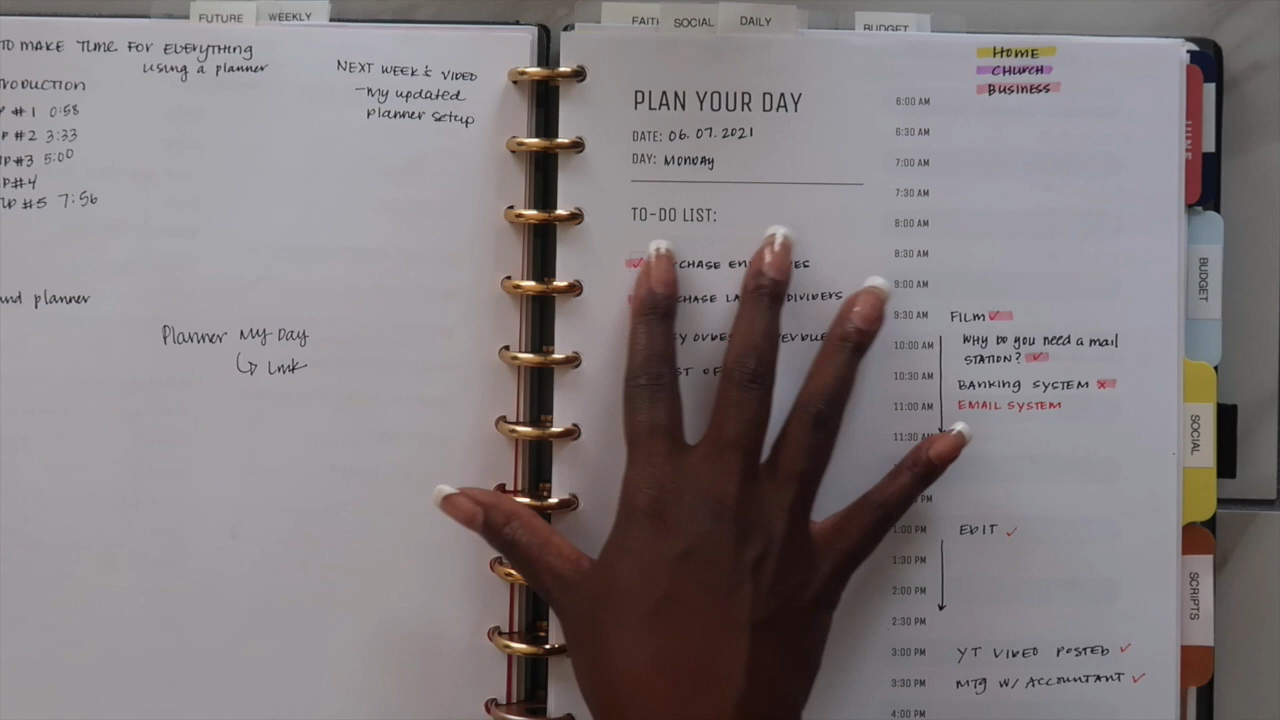 FUTURE
WEEKLY
FAITH
SOCIAL
DAILY
BUDGET
TO MAKE TIME FOR EVERYTHING
using a planner
#1 0:58
#2 3:33
#3 5:00
#4
#5 7:56
NEXT WEEK'S VIDEO
-My updated
planner setup
planner
Planner My Day
↳ Link
PLAN YOUR DAY
DATE: 06.07.2021
DAY: Monday
TO-DO LIST:
DIVIDERS
HOME
CHURCH
BUSINESS
6:00 AM
6:30 AM
7:00 AM
7:30 AM
8:00 AM
8:30 AM
9:00 AM
9:30 AM FILM ✓
10:00 AM WHY DO YOU NEED A MAIL
STATION? ✓
10:30 AM BANKING SYSTEM x
11:00 AM EMAIL SYSTEM
11:30 AM
1:00 PM EDIT ✓
1:30 PM
2:00 PM
2:30 PM
3:00 PM YT VIDEO POSTED ✓
3:30 PM MTG W/ ACCOUNTANT ✓
4:00 PM
JUNE
BUDGET
SOCIAL
SCRIPTS